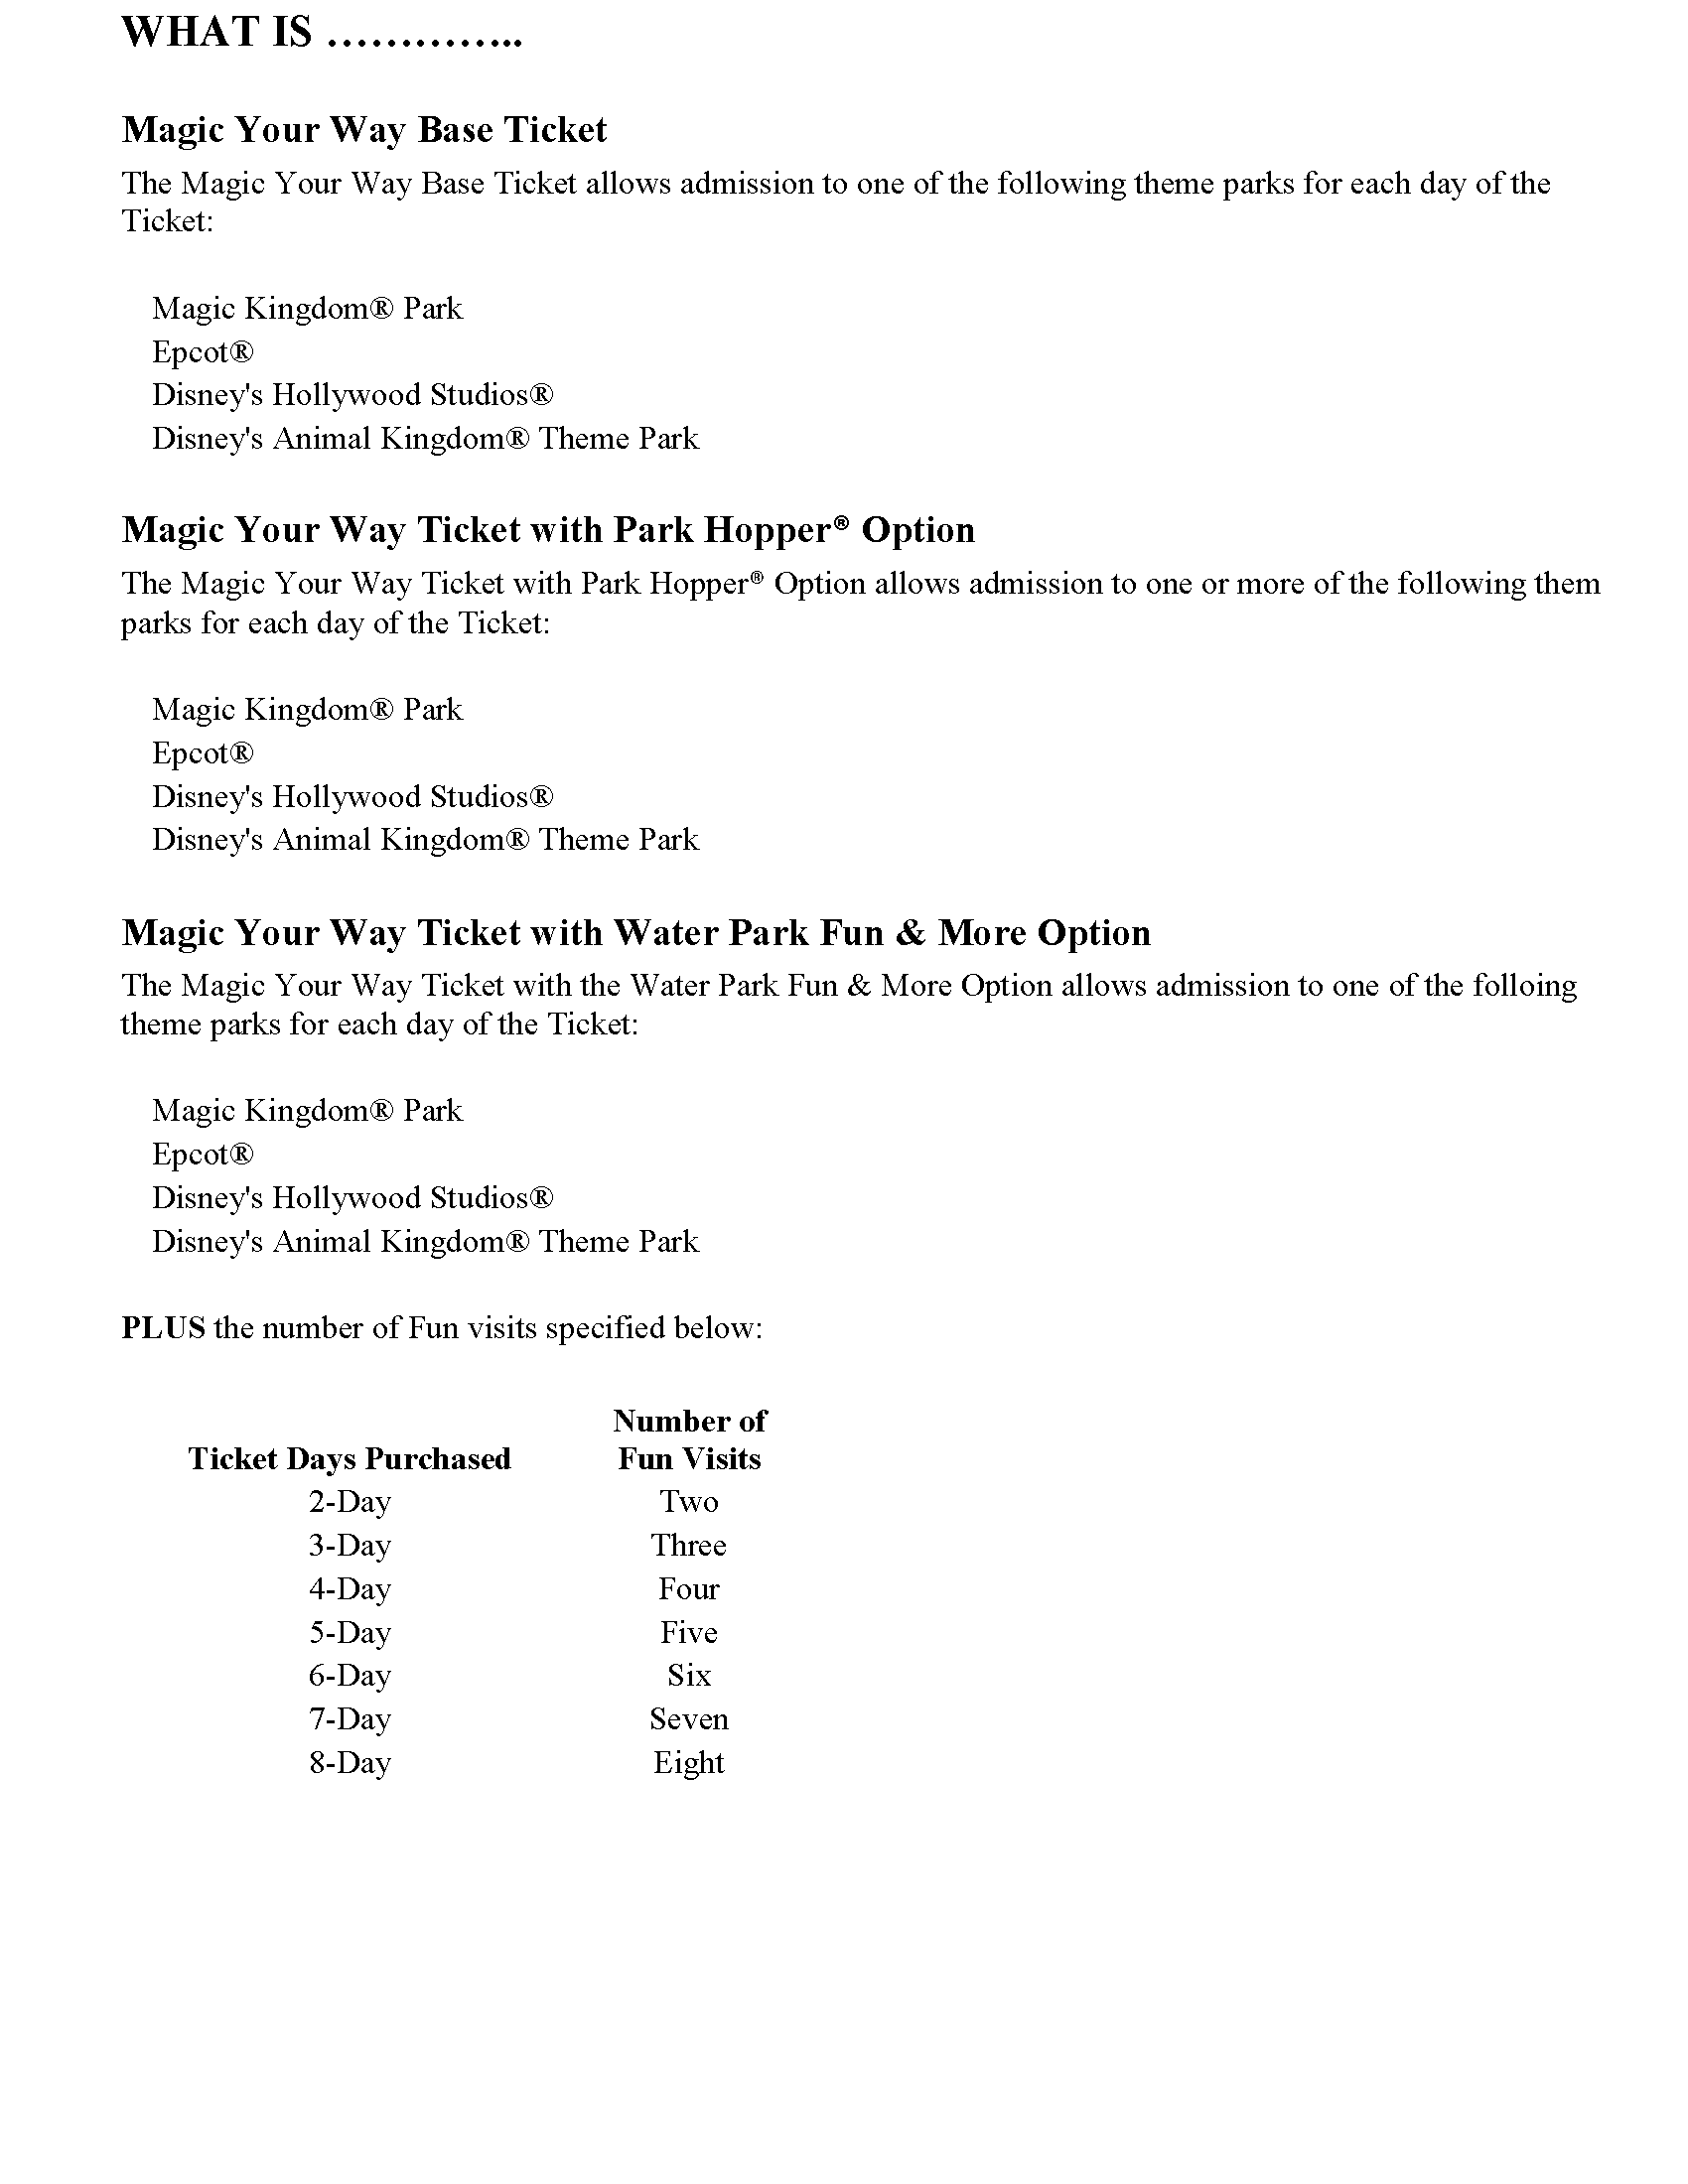 WHAT IS …………..
Magic Your Way Base Ticket
The Magic Your Way Base Ticket allows admission to one of the following theme parks for each day of the
Ticket:
Magic Kingdom® Park
Epcot®
Disney's Hollywood Studios®
Disney's Animal Kingdom® Theme Park
Magic Your Way Ticket with Park Hopper® Option
The Magic Your Way Ticket with Park Hopper® Option allows admission to one or more of the following them
parks for each day of the Ticket:
Magic Kingdom® Park
Epcot®
Disney's Hollywood Studios®
Disney's Animal Kingdom® Theme Park
Magic Your Way Ticket with Water Park Fun & More Option
The Magic Your Way Ticket with the Water Park Fun & More Option allows admission to one of the folloing
theme parks for each day of the Ticket:
Magic Kingdom® Park
Epcot®
Disney's Hollywood Studios®
Disney's Animal Kingdom® Theme Park
PLUS the number of Fun visits specified below:
Number of
Ticket Days Purchased Fun Visits
2-Day Two
3-Day Three
4-Day Four
5-Day Five
6-Day Six
7-Day Seven
8-Day Eight